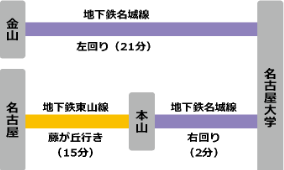 金山
地下鉄名城線
左回り（21分）
名古屋
地下鉄東山線
藤が丘行き
（15分）
本山
地下鉄名城線
右回り
（2分）
名古屋大学